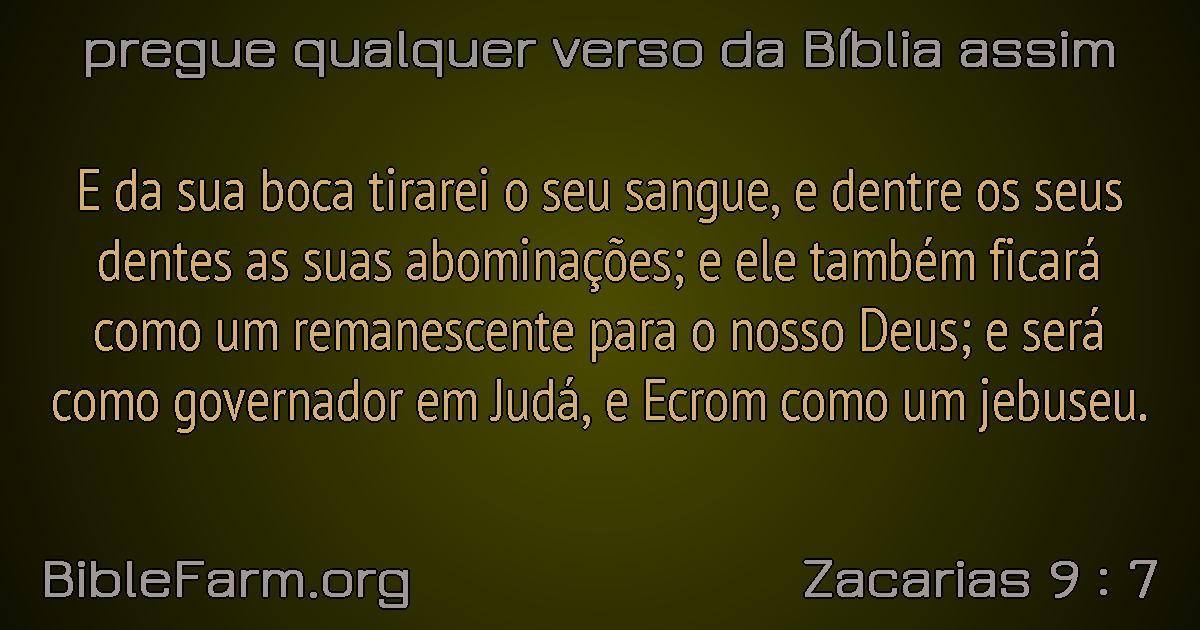 pregue qualquer verso da Bíblia assim
E da sua boca tirarei o seu sangue, e dentre os seus
dentes as suas abominações; e ele também ficará
como um remanescente para o nosso Deus; e será
como governador em Judá, e Ecrom como um jebuseu.
BibleFarm.org
Zacarias 9 : 7